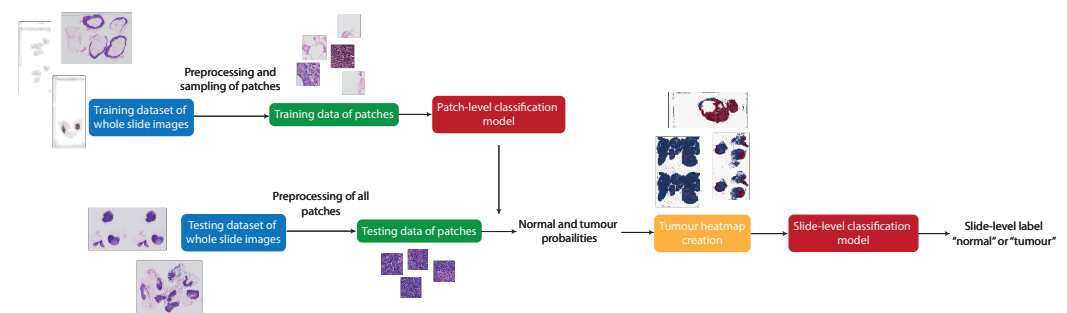 Preprocessing and
sampling of patches
Training dataset of
whole slide images
Training data of patches
Patch-level classification
model
Preprocessing of all
patches
Testing dataset of
whole slide images
Testing data of patches
Normal and tumour
probailities
Tumour heatmap
creation
Slide-level classification
model
Slide-level label
“normal” or “tumour”